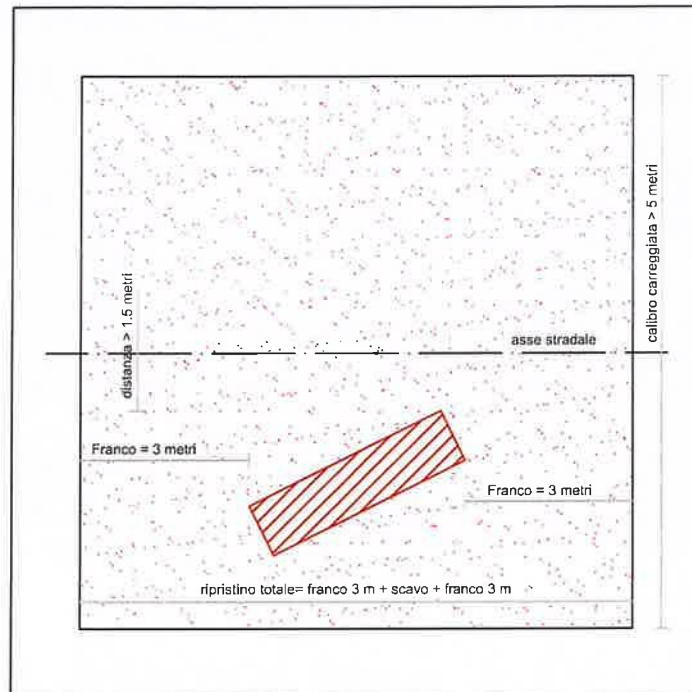 calibro carreggiata > 5 metri
distanza > 1.5 metri
asse stradale
Franco = 3 metri
Franco = 3 metri
ripristino totale= franco 3 m + scavo + franco 3 m